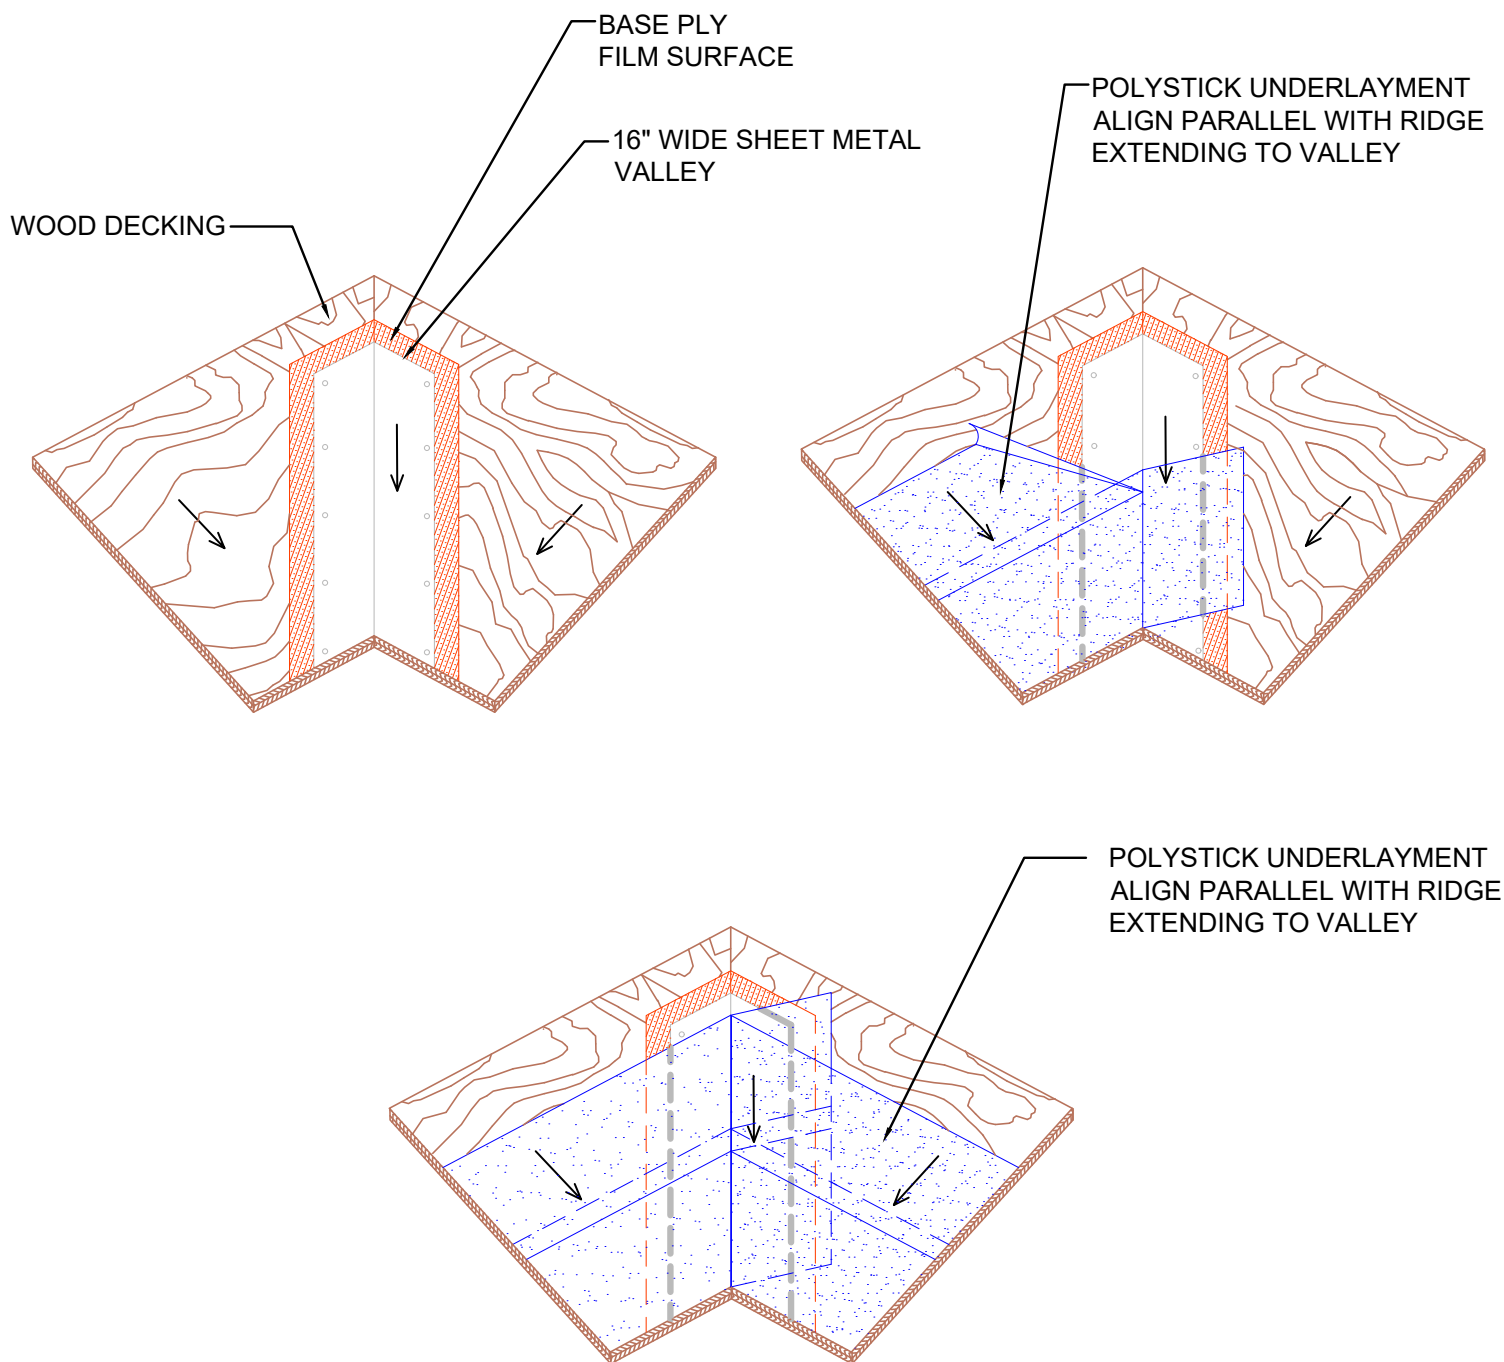 BASE PLY
FILM SURFACE
16" WIDE SHEET METAL
VALLEY
WOOD DECKING
POLYSTICK UNDERLAYMENT
ALIGN PARALLEL WITH RIDGE
EXTENDING TO VALLEY
POLYSTICK UNDERLAYMENT
ALIGN PARALLEL WITH RIDGE
EXTENDING TO VALLEY